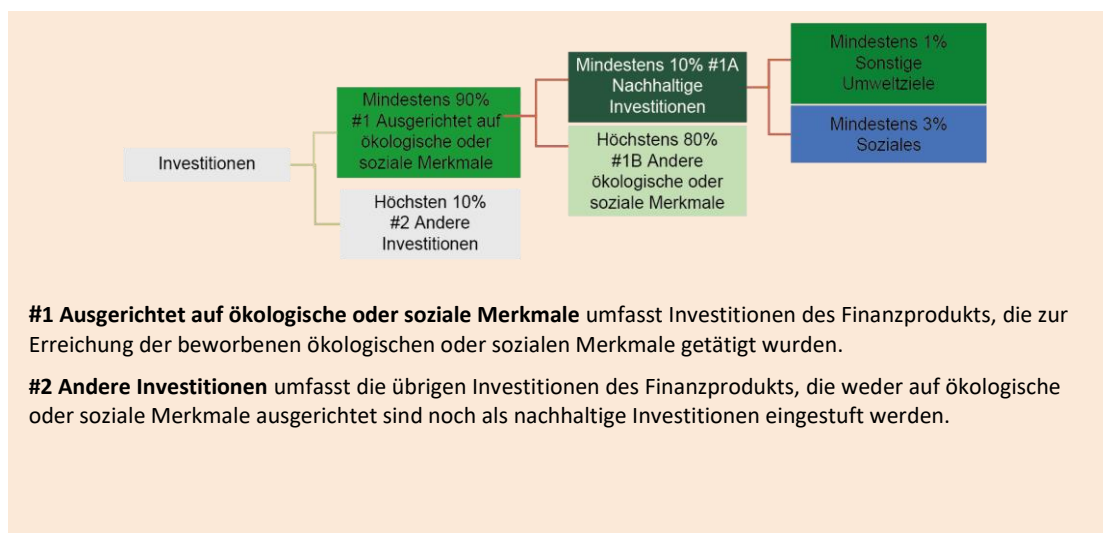 Investitionen
Mindestens 90%
#1 Ausgerichtet auf
ökologische oder
soziale Merkmale
Höchsten 10%
#2 Andere
Investitionen
Mindestens 10% #1A
Nachhaltige
Investitionen
Höchstens 80%
#1B Andere
ökologische oder
soziale Merkmale
Mindestens 1%
Sonstige
Umweltziele
Mindestens 3%
Soziales
#1 Ausgerichtet auf ökologische oder soziale Merkmale umfasst Investitionen des Finanzprodukts, die zur
Erreichung der beworbenen ökologischen oder sozialen Merkmale getätigt wurden.
#2 Andere Investitionen umfasst die übrigen Investitionen des Finanzprodukts, die weder auf ökologische
oder soziale Merkmale ausgerichtet sind noch als nachhaltige Investitionen eingestuft werden.